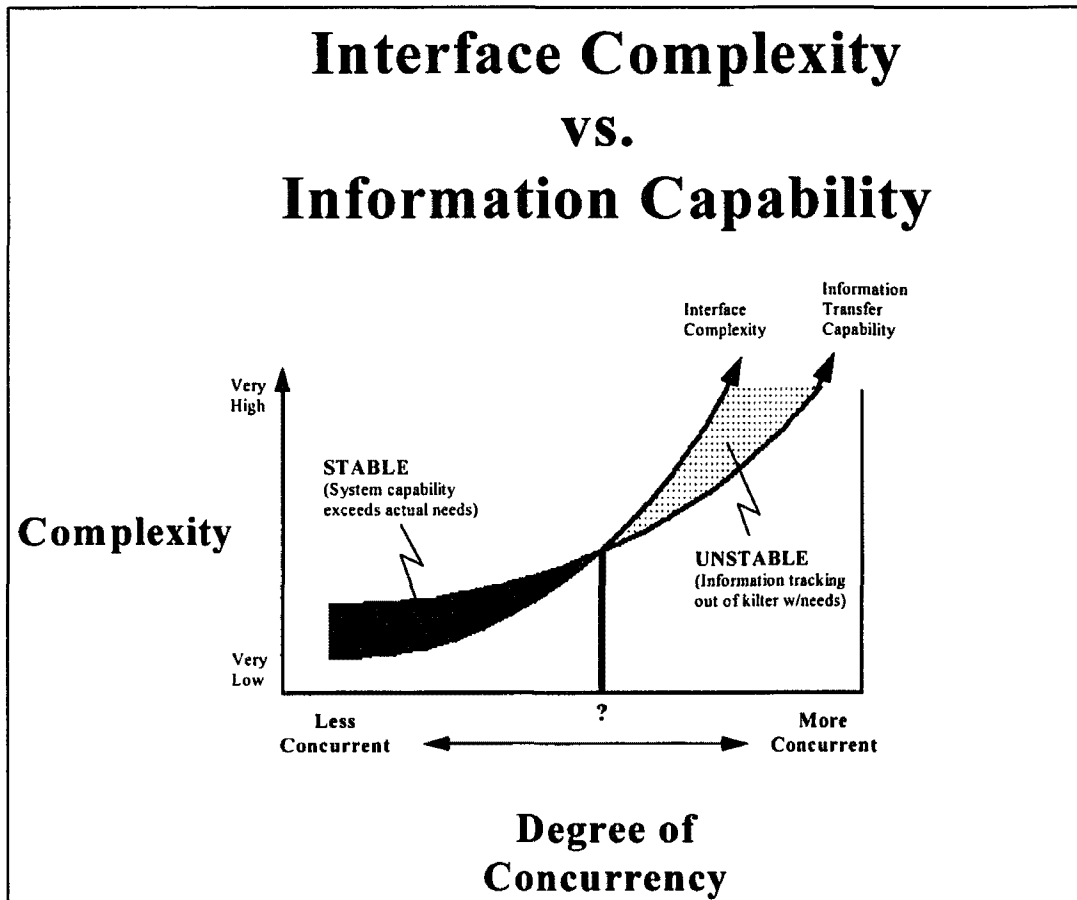 Interface Complexity
vs.
Information Capability
Interface
Complexity
Information
Transfer
Capability
Very
High
STABLE
(System capability
exceeds actual needs)
Complexity
UNSTABLE
(Information tracking
out of kilter w/needs)
Very
Low
?
Less
Concurrent
More
Concurrent
Degree of
Concurrency